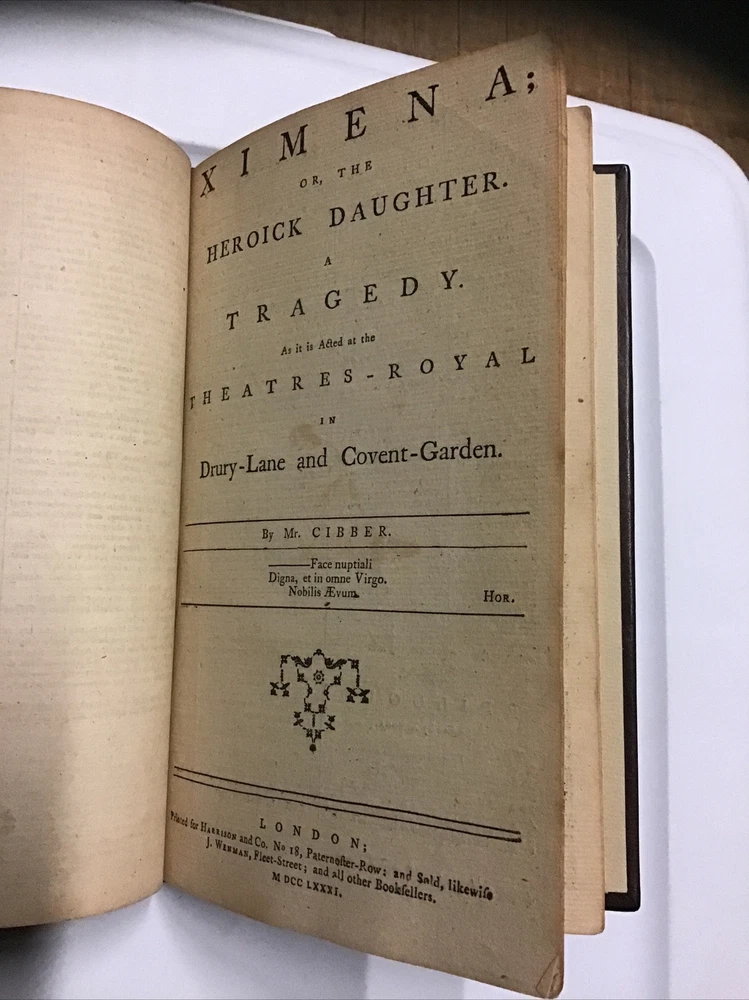 XIMENA;
OR, THE
HEROICK DAUGHTER.
A
TRAGEDY.
As it is Acted at the
THEATRES-ROYAL
IN
Drury-Lane and Covent-Garden.
By Mr. CIBBER.
———Face nuptiali
Digna, et in omne Virgo.
Nobilis Ævum.
HOR.
LONDON;
Printed for HARRISON and Co. No 18, Paternoſter-Row: and Sold, likewiſe
J. WENMAN, Fleet-Street; and all other Bookſellers.
M DCC LXXXI.